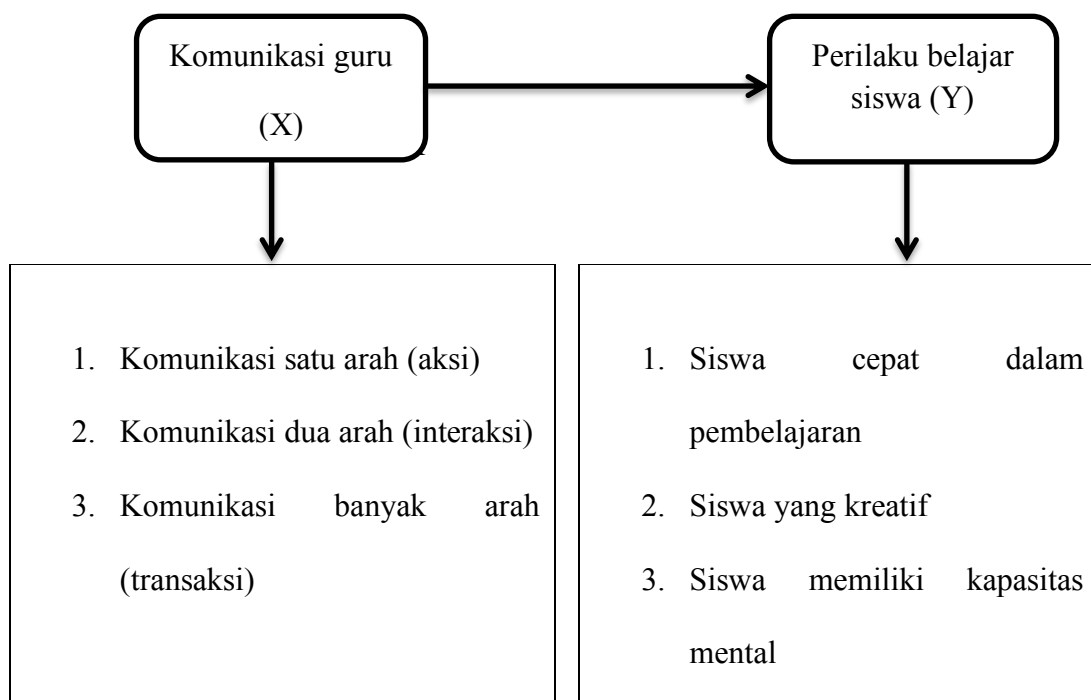 Komunikasi guru
(X)
Perilaku belajar
siswa (Y)
1. Komunikasi satu arah (aksi)
2. Komunikasi dua arah (interaksi)
3. Komunikasi banyak arah
(transaksi)
1. Siswa cepat dalam
pembelajaran
2. Siswa yang kreatif
3. Siswa memiliki kapasitas
mental